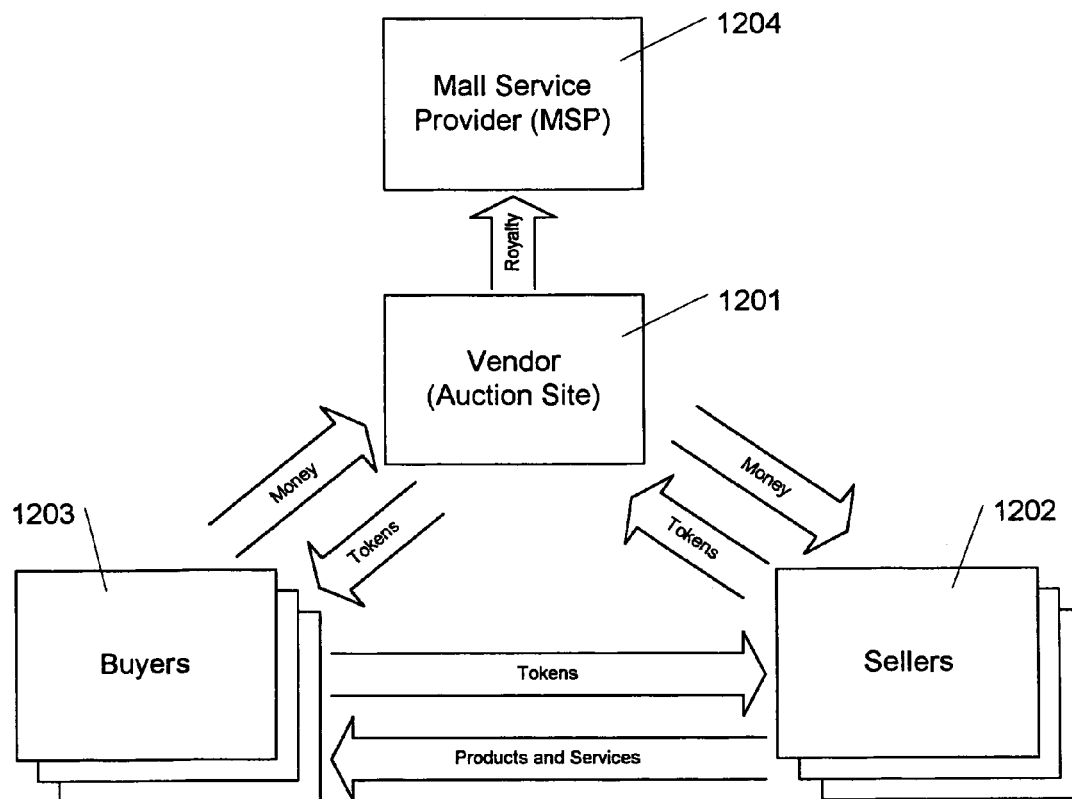 1204
Mall Service
Provider (MSP)
Royalty
1201
Vendor
(Auction Site)
Money
Money
1203
Tokens
Tokens
1202
Buyers
Tokens
Sellers
Products and Services